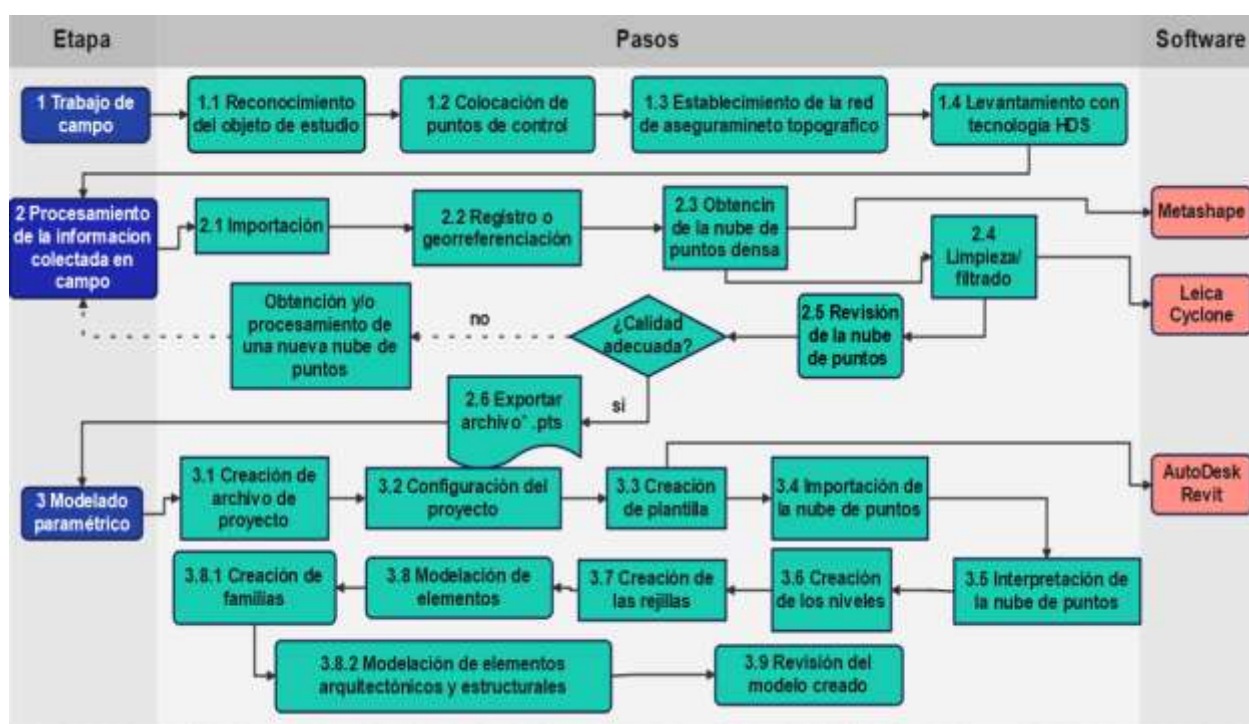 Etapa
Pasos
Software
1 Trabajo de
campo
1.1 Reconocimiento
del objeto de estudio
1.2 Colocación de
puntos de control
1.3 Establecimiento de la red
de aseguramineto topografico
1.4 Levantamiento con
tecnología HDS
2 Procesamiento
de la informacion
colectada en
campo
2.1 Importación
2.2 Registro o
georreferenciación
2.3 Obtencin
de la nube de
puntos densa
2.4
Limpieza/
filtrado
Metashape
Leica
Cyclone
2.5 Revisión
de la nube
de puntos
¿Calidad
adecuada?
no
Obtención y/o
procesamiento de
una nueva nube de
puntos
si
2.6 Exportar
archivo* .pts
3 Modelado
paramétrico
3.1 Creación de
archivo de
proyecto
3.2 Configuración del
proyecto
3.3 Creación
de plantilla
3.4 Importación de
la nube de puntos
AutoDesk
Revit
3.5 Interpretación de
la nube de puntos
3.6 Creación
de los niveles
3.7 Creación de
las rejillas
3.8 Modelación de
elementos
3.8.1 Creación de
familias
3.8.2 Modelación de elementos
arquitectónicos y estructurales
3.9 Revisión del
modelo creado